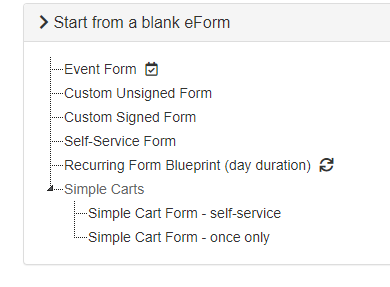 Start from a blank eForm
Event Form
Custom Unsigned Form
Custom Signed Form
Self-Service Form
Recurring Form Blueprint (day duration)
Simple Carts
Simple Cart Form - self-service
Simple Cart Form - once only